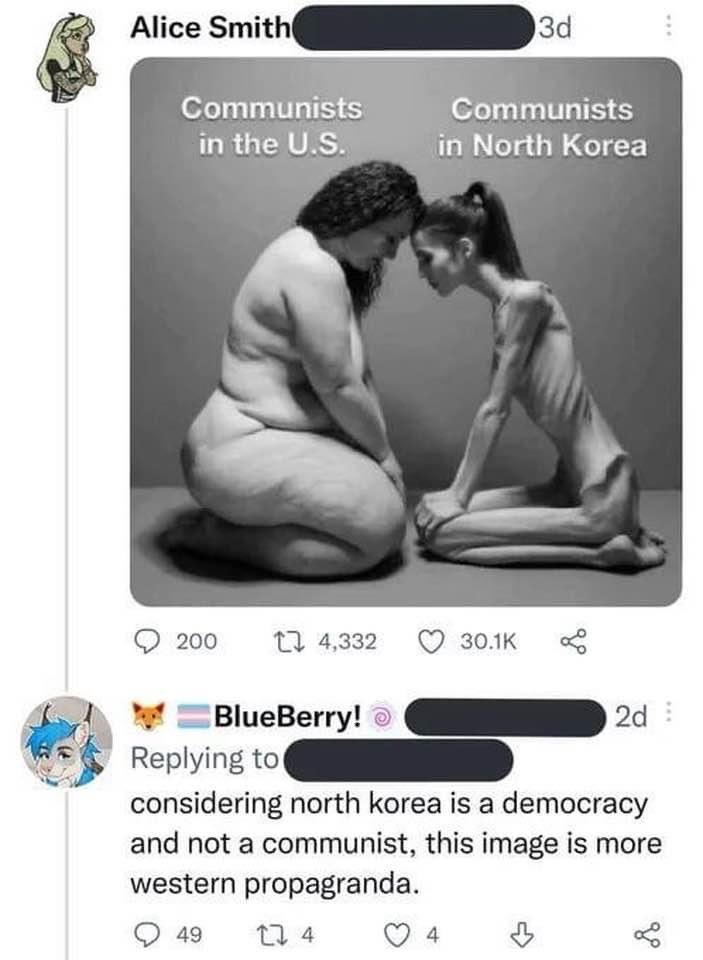 Alice Smith 3d
Communists
in the U.S.
Communists
in North Korea
200 4,332 30.1K
🦊 🏳️‍⚧️BlueBerry!🍥 2d
Replying to
considering north korea is a democracy
and not a communist, this image is more
western propagranda.
49 4 4